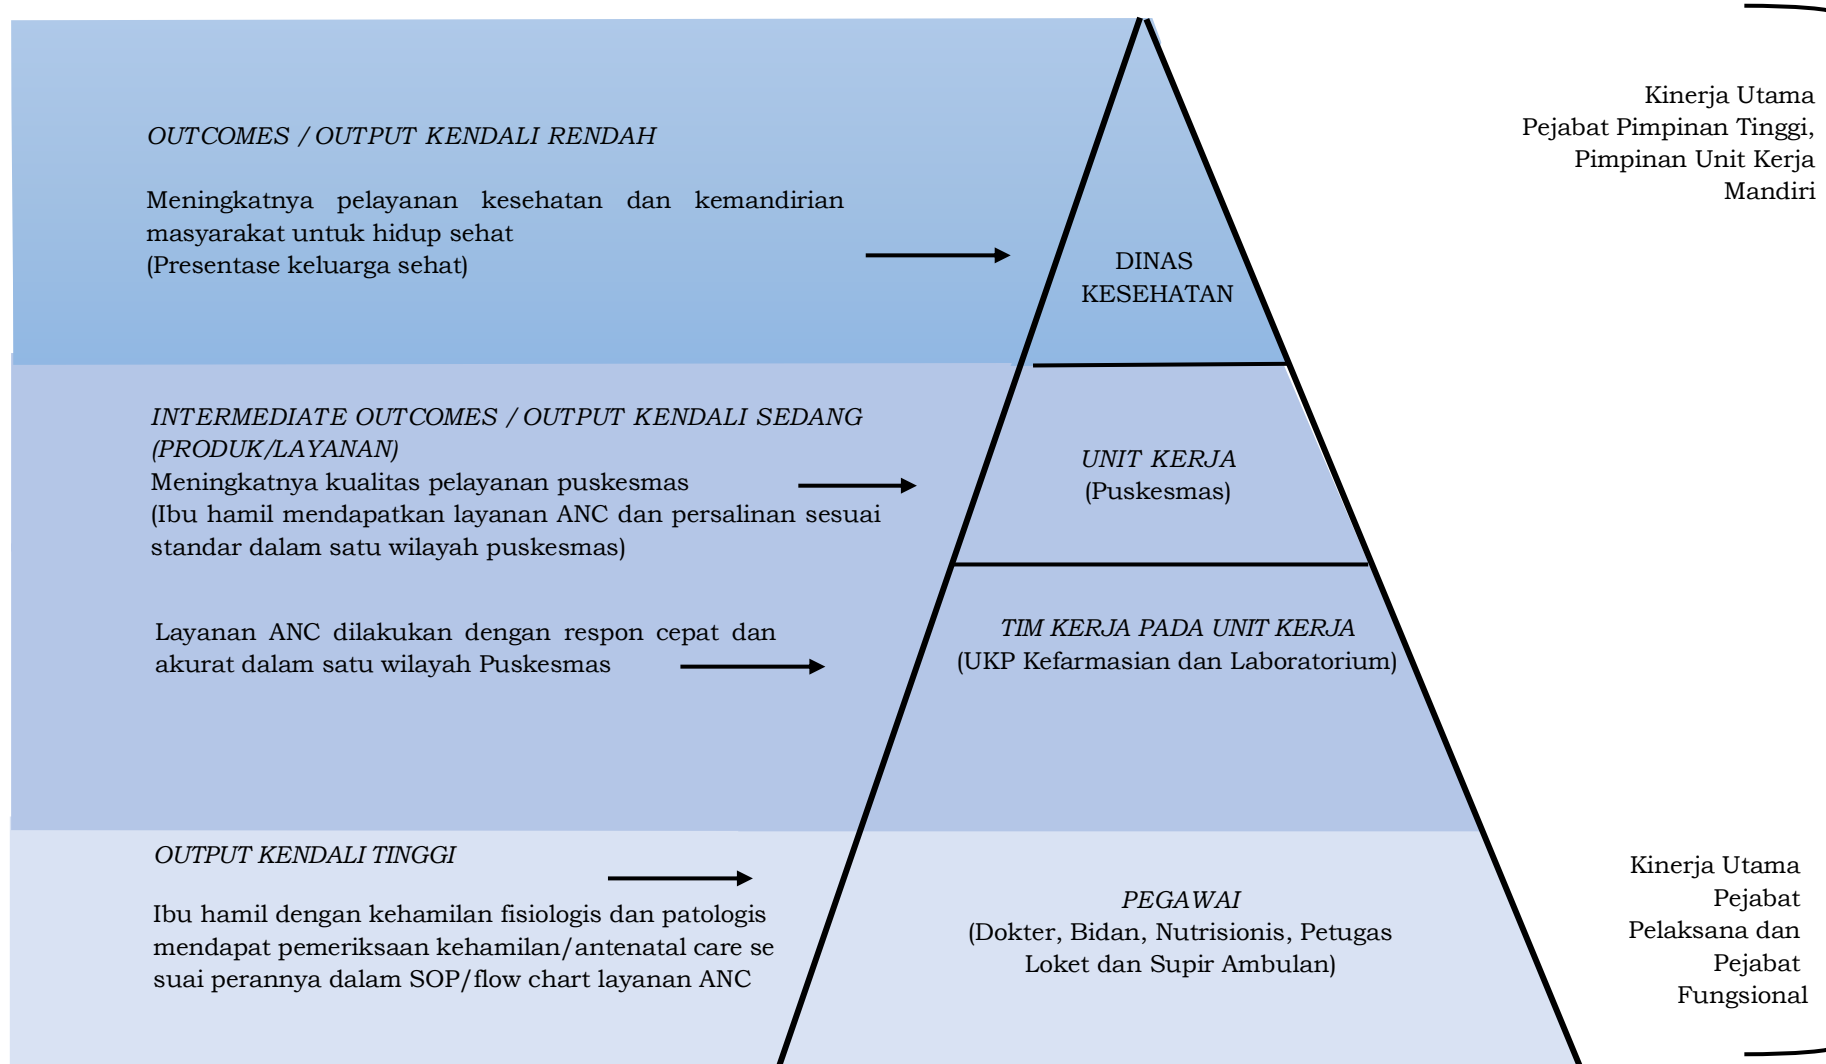 OUTCOMES / OUTPUT KENDALI RENDAH
Meningkatnya pelayanan kesehatan dan kemandirian
masyarakat untuk hidup sehat
(Presentase keluarga sehat)
DINAS
KESEHATAN
Kinerja Utama
Pejabat Pimpinan Tinggi,
Pimpinan Unit Kerja
Mandiri
INTERMEDIATE OUTCOMES / OUTPUT KENDALI SEDANG
(PRODUK/LAYANAN)
Meningkatnya kualitas pelayanan puskesmas
(Ibu hamil mendapatkan layanan ANC dan persalinan sesuai
standar dalam satu wilayah puskesmas)
UNIT KERJA
(Puskesmas)
Layanan ANC dilakukan dengan respon cepat dan
akurat dalam satu wilayah Puskesmas
TIM KERJA PADA UNIT KERJA
(UKP Kefarmasian dan Laboratorium)
OUTPUT KENDALI TINGGI
Ibu hamil dengan kehamilan fisiologis dan patologis
mendapat pemeriksaan kehamilan/antenatal care se
suai perannya dalam SOP/flow chart layanan ANC
PEGAWAI
(Dokter, Bidan, Nutrisionis, Petugas
Loket dan Supir Ambulan)
Kinerja Utama
Pejabat
Pelaksana dan
Pejabat
Fungsional